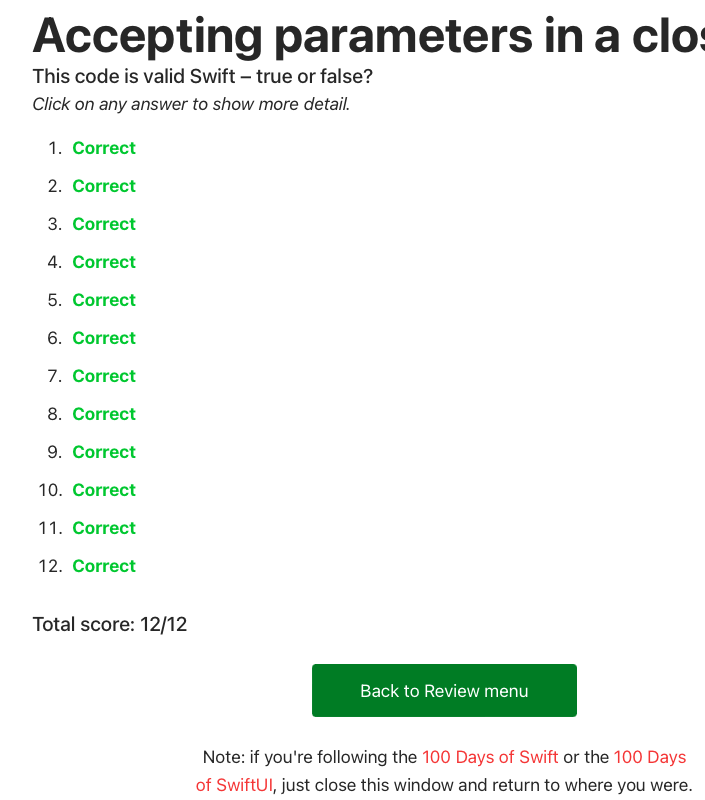 Accepting parameters in a clos
This code is valid Swift – true or false?
Click on any answer to show more detail.
1. Correct
2. Correct
3. Correct
4. Correct
5. Correct
6. Correct
7. Correct
8. Correct
9. Correct
10. Correct
11. Correct
12. Correct
Total score: 12/12
Back to Review menu
Note: if you're following the 100 Days of Swift or the 100 Days
of SwiftUI, just close this window and return to where you were.